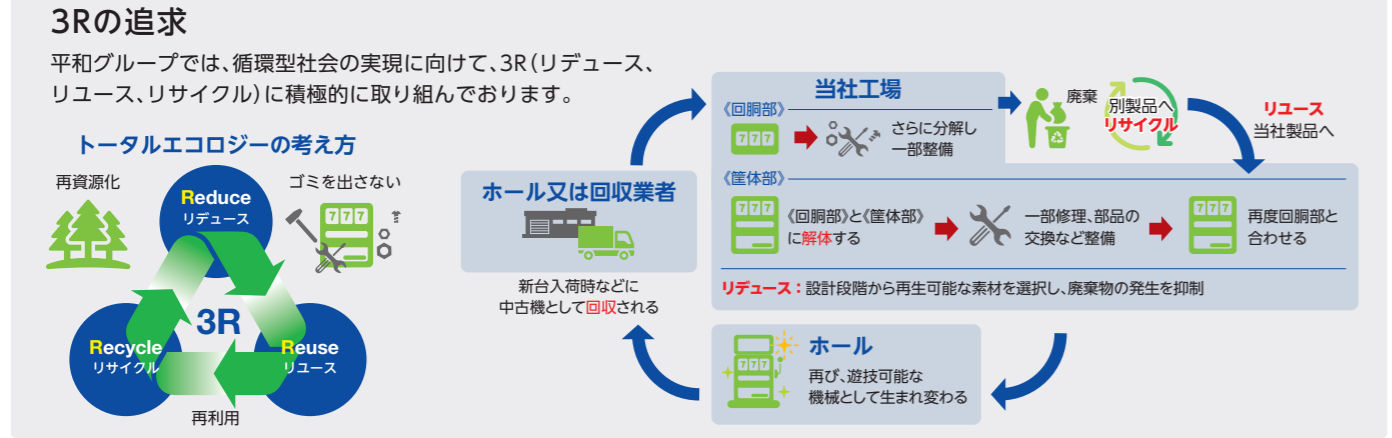 3Rの追求
平和グループでは、循環型社会の実現に向けて、3R(リデュース、
リユース、リサイクル)に積極的に取り組んでおります。
トータルエコロジーの考え方
再資源化
Reduce
リデュース
ゴミを出さない
777
3R
Recycle
リサイクル
Reuse
リユース
再利用
ホール又は回収業者
新台入荷時などに
中古機として回収される
当社工場
《回胴部》
777
さらに分解し
一部整備
廃棄
別製品へ
リサイクル
リユース
当社製品へ
《筐体部》
777
《回胴部》と《筐体部》
に解体する
一部修理、部品の
交換など整備
777
再度回胴部と
合わせる
リデュース：設計段階から再生可能な素材を選択し、廃棄物の発生を抑制
777
ホール
再び、遊技可能な
機械として生まれ変わる